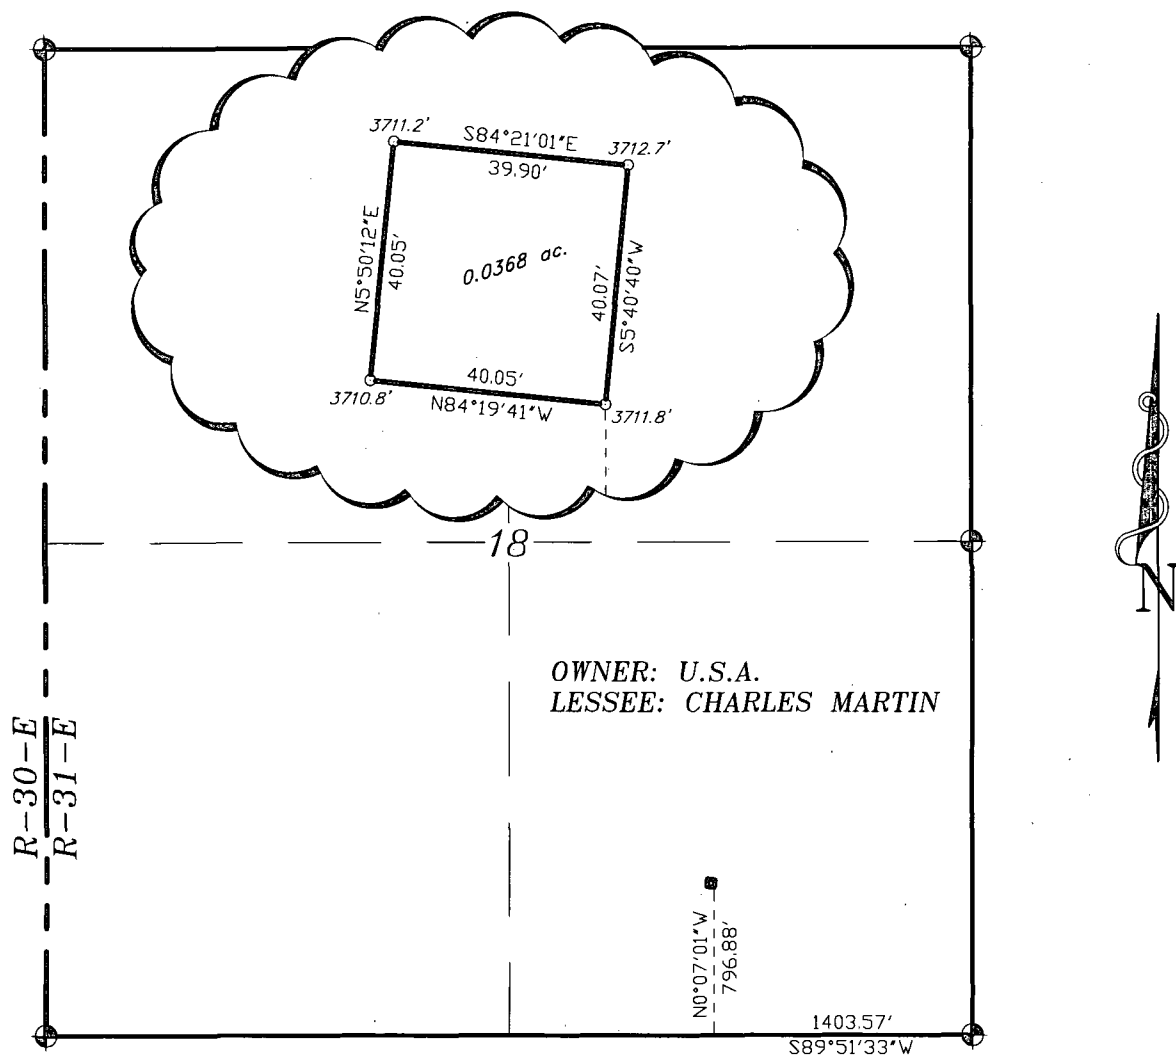 3711.2'
S84°21'01"E
3712.7'
39.90'
N5°50'12"E
40.05'
0.0368 ac.
40.07'
S5°40'40"W
40.05'
3710.8'
N84°19'41"W
3711.8'
18
N
OWNER: U.S.A.
LESSEE: CHARLES MARTIN
R-30-E
R-31-E
N0°07'01"W
796.88'
1403.57'
S89°51'33"W